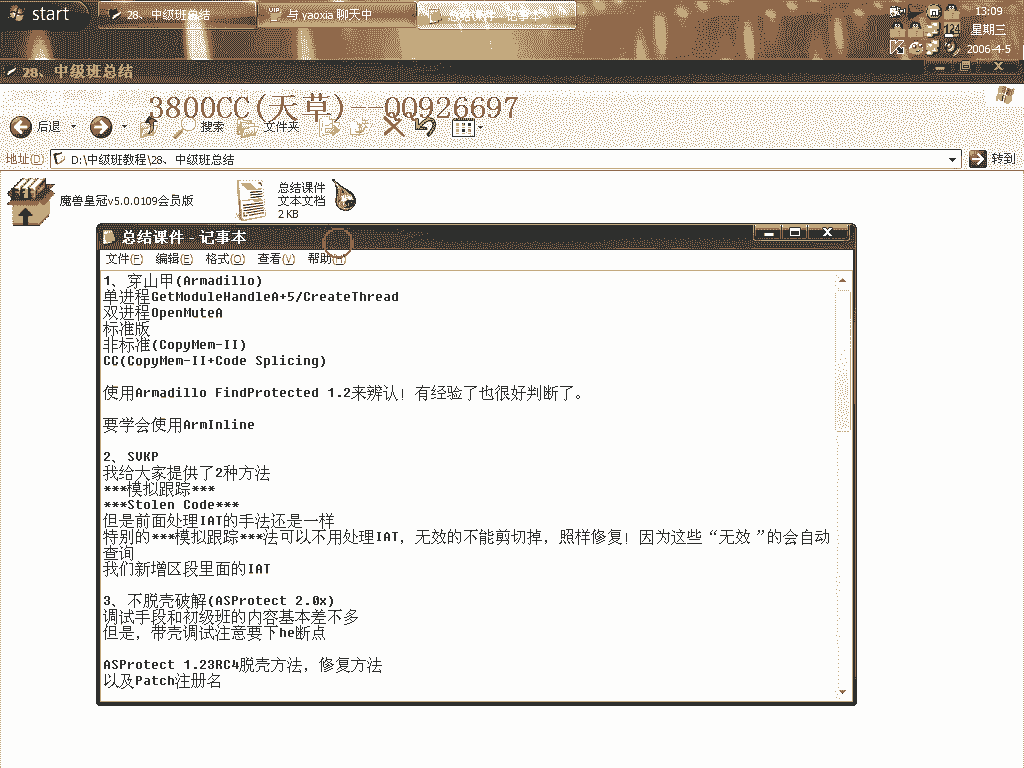 start
28、中级班总结
与 yaoxia 聊天中
总结课件 - 记事本
13:09
星期三
2006-4-5
124
28、中级班总结
3800CC(天草)--QQ926697
后退
搜索
文件夹
地址(D)
D:\中级班教程\28、中级班总结
转到
魔兽皇冠v5.0.0109会员版
总结课件
文本文档
2 KB
总结课件 - 记事本
文件(F) 编辑(E) 格式(O) 查看(V) 帮助(H)
1、穿山甲(Armadillo)
单进程GetModuleHandleA+5/CreateThread
双进程OpenMuteA
标准版
非标准(CopyMem-II)
CC(CopyMem-II+Code Splicing)
使用Armadillo FindProtected 1.2来辨认！有经验了也很好判断了。
要学会使用ArmInline
2、SVKP
我给大家提供了2种方法
***模拟跟踪***
***Stolen Code***
但是前面处理IAT的手法还是一样
特别的***模拟跟踪***法可以不用处理IAT，无效的不能剪切掉，照样修复！因为这些“无效”的会自动
查询
我们新增区段里面的IAT
3、不脱壳破解(ASProtect 2.0x)
调试手段和初级班的内容基本差不多
但是，带壳调试注意要下he断点
ASProtect 1.23RC4脱壳方法，修复方法
以及Patch注册名